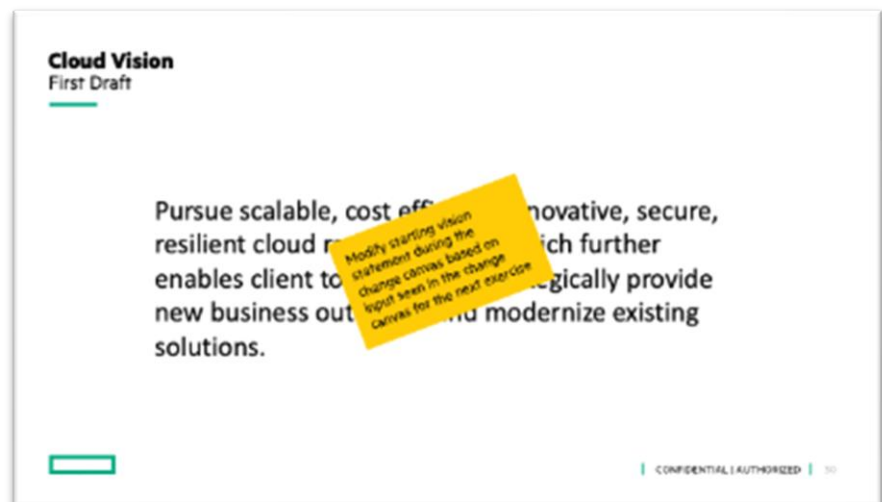 Cloud Vision
First Draft
Pursue scalable, cost eff novative, secure,
resilient cloud r ich further
enables client to egically provide
new business out nd modernize existing
solutions.
Modify starting vision
statement during the
change canvas based on
input seen in the change
canvas for the next exercise
CONFIDENTIAL | AUTHORIZED
30